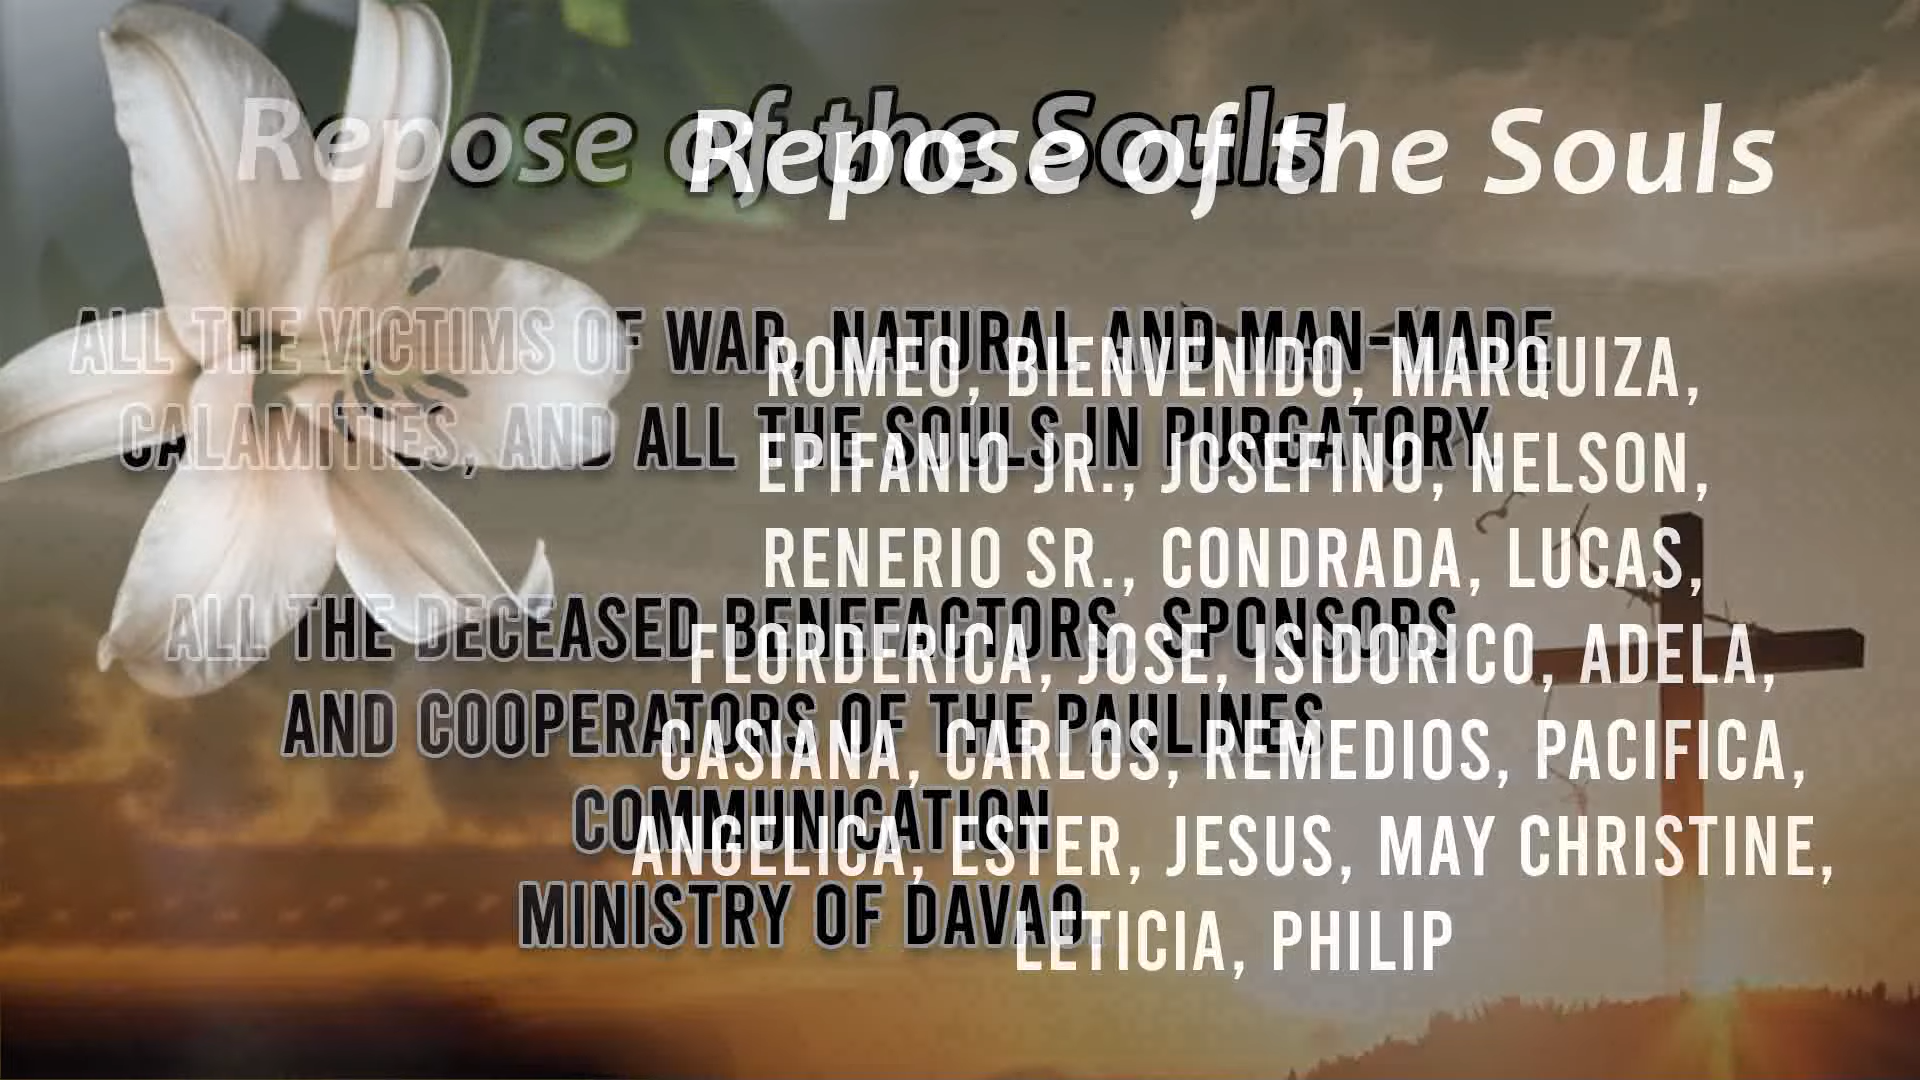 Repose of the Souls
ALL THE VICTIMS OF WAR, NATURAL AND MAN-MADE
CALAMITIES, AND ALL THE SOULS IN PURGATORY.
ALL THE DECEASED BENEFACTORS, SPONSORS
AND COOPERATORS OF THE PAULINES
COMMUNICATION
MINISTRY OF DAVAO.
Repose of the Souls
ROMEO, BIENVENIDO, MARQUIZA,
EPIFANIO JR., JOSEFINO, NELSON,
RENERIO SR., CONDRADA, LUCAS,
FLORDERICA, JOSE, ISIDORICO, ADELA,
CASIANA, CARLOS, REMEDIOS, PACIFICA,
ANGELICA, ESTER, JESUS, MAY CHRISTINE,
LETICIA, PHILIP